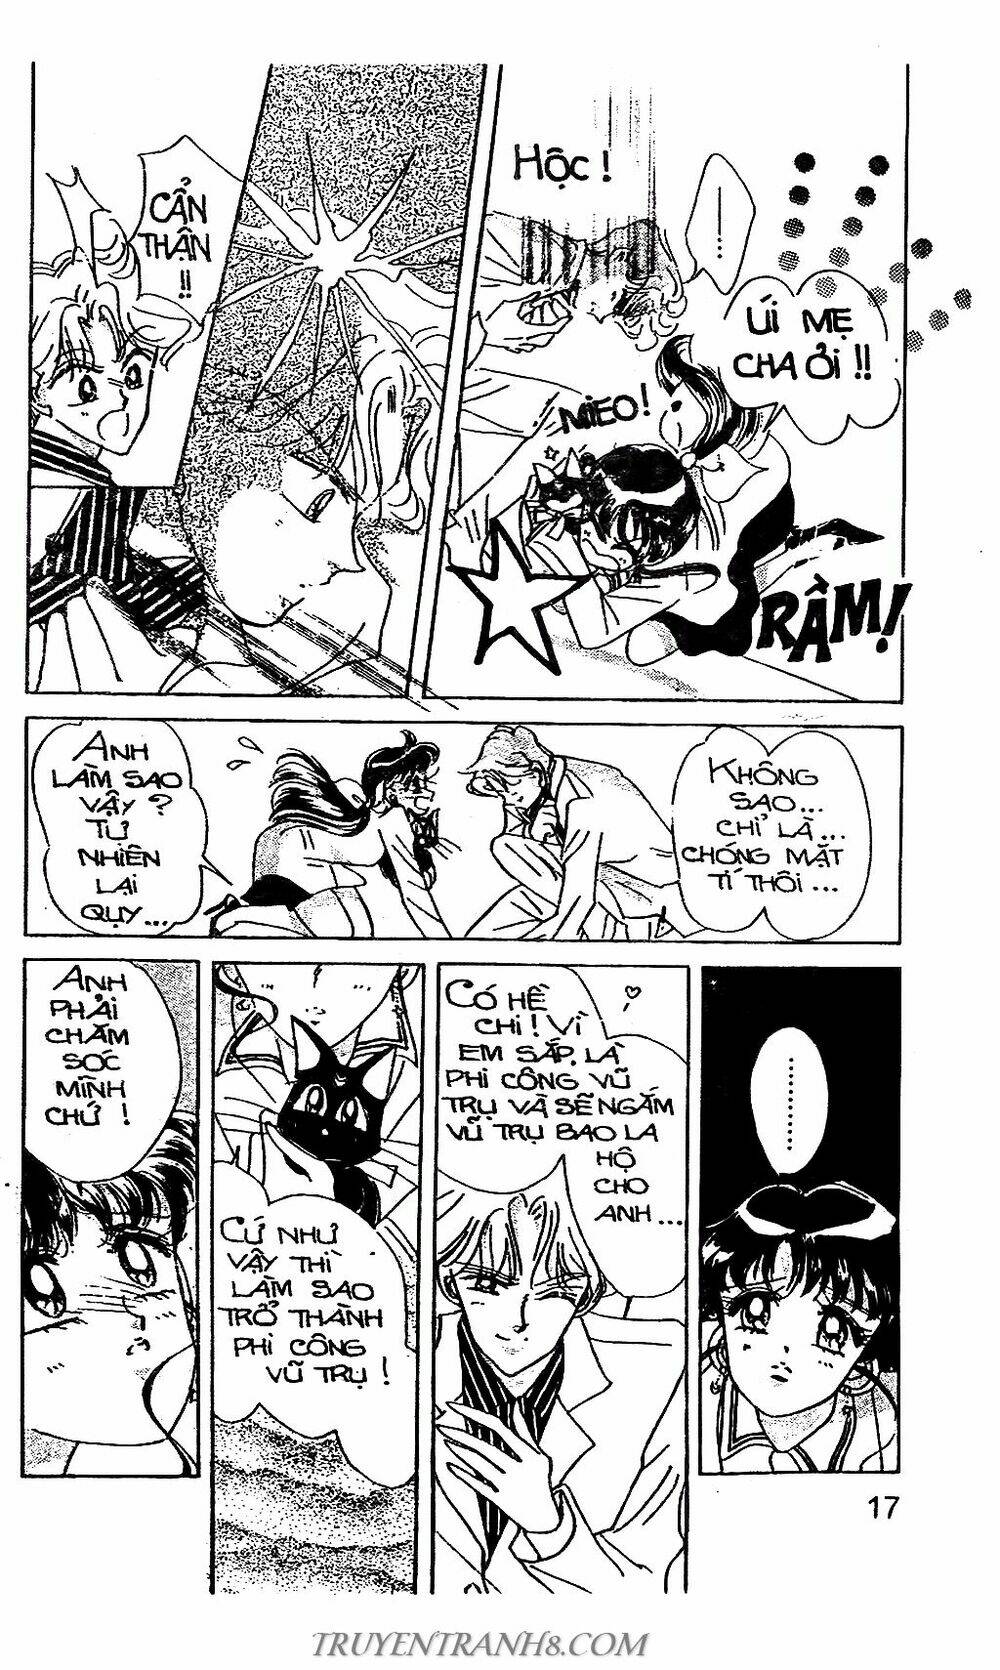 CẨN
THẬN
!!
HỘC!
......
ÚI MẸ
CHA ỞI!!
MIEO!
RẦM!
ANH
LÀM SAO
VẬY?
TỰ
NHIÊN
LẠI
QUỴ...
KHÔNG
SAO...
CHỈ LÀ...
CHÓNG MẶT
TÍ THÔI...
ANH
PHẢI
CHĂM
SÓC
MÌNH
CHỨ!
CỨ NHƯ
VẬY THÌ
LÀM SAO
TRỞ THÀNH
PHI CÔNG
VŨ TRỤ!
CÓ HỀ
CHI! VÌ
EM SẮP LÀ
PHI CÔNG VŨ
TRỤ VÀ SẼ NGẮM
VŨ TRỤ BAO LA
HỘ
CHO
ANH...
.........
17
TRUYENTRANH8.COM